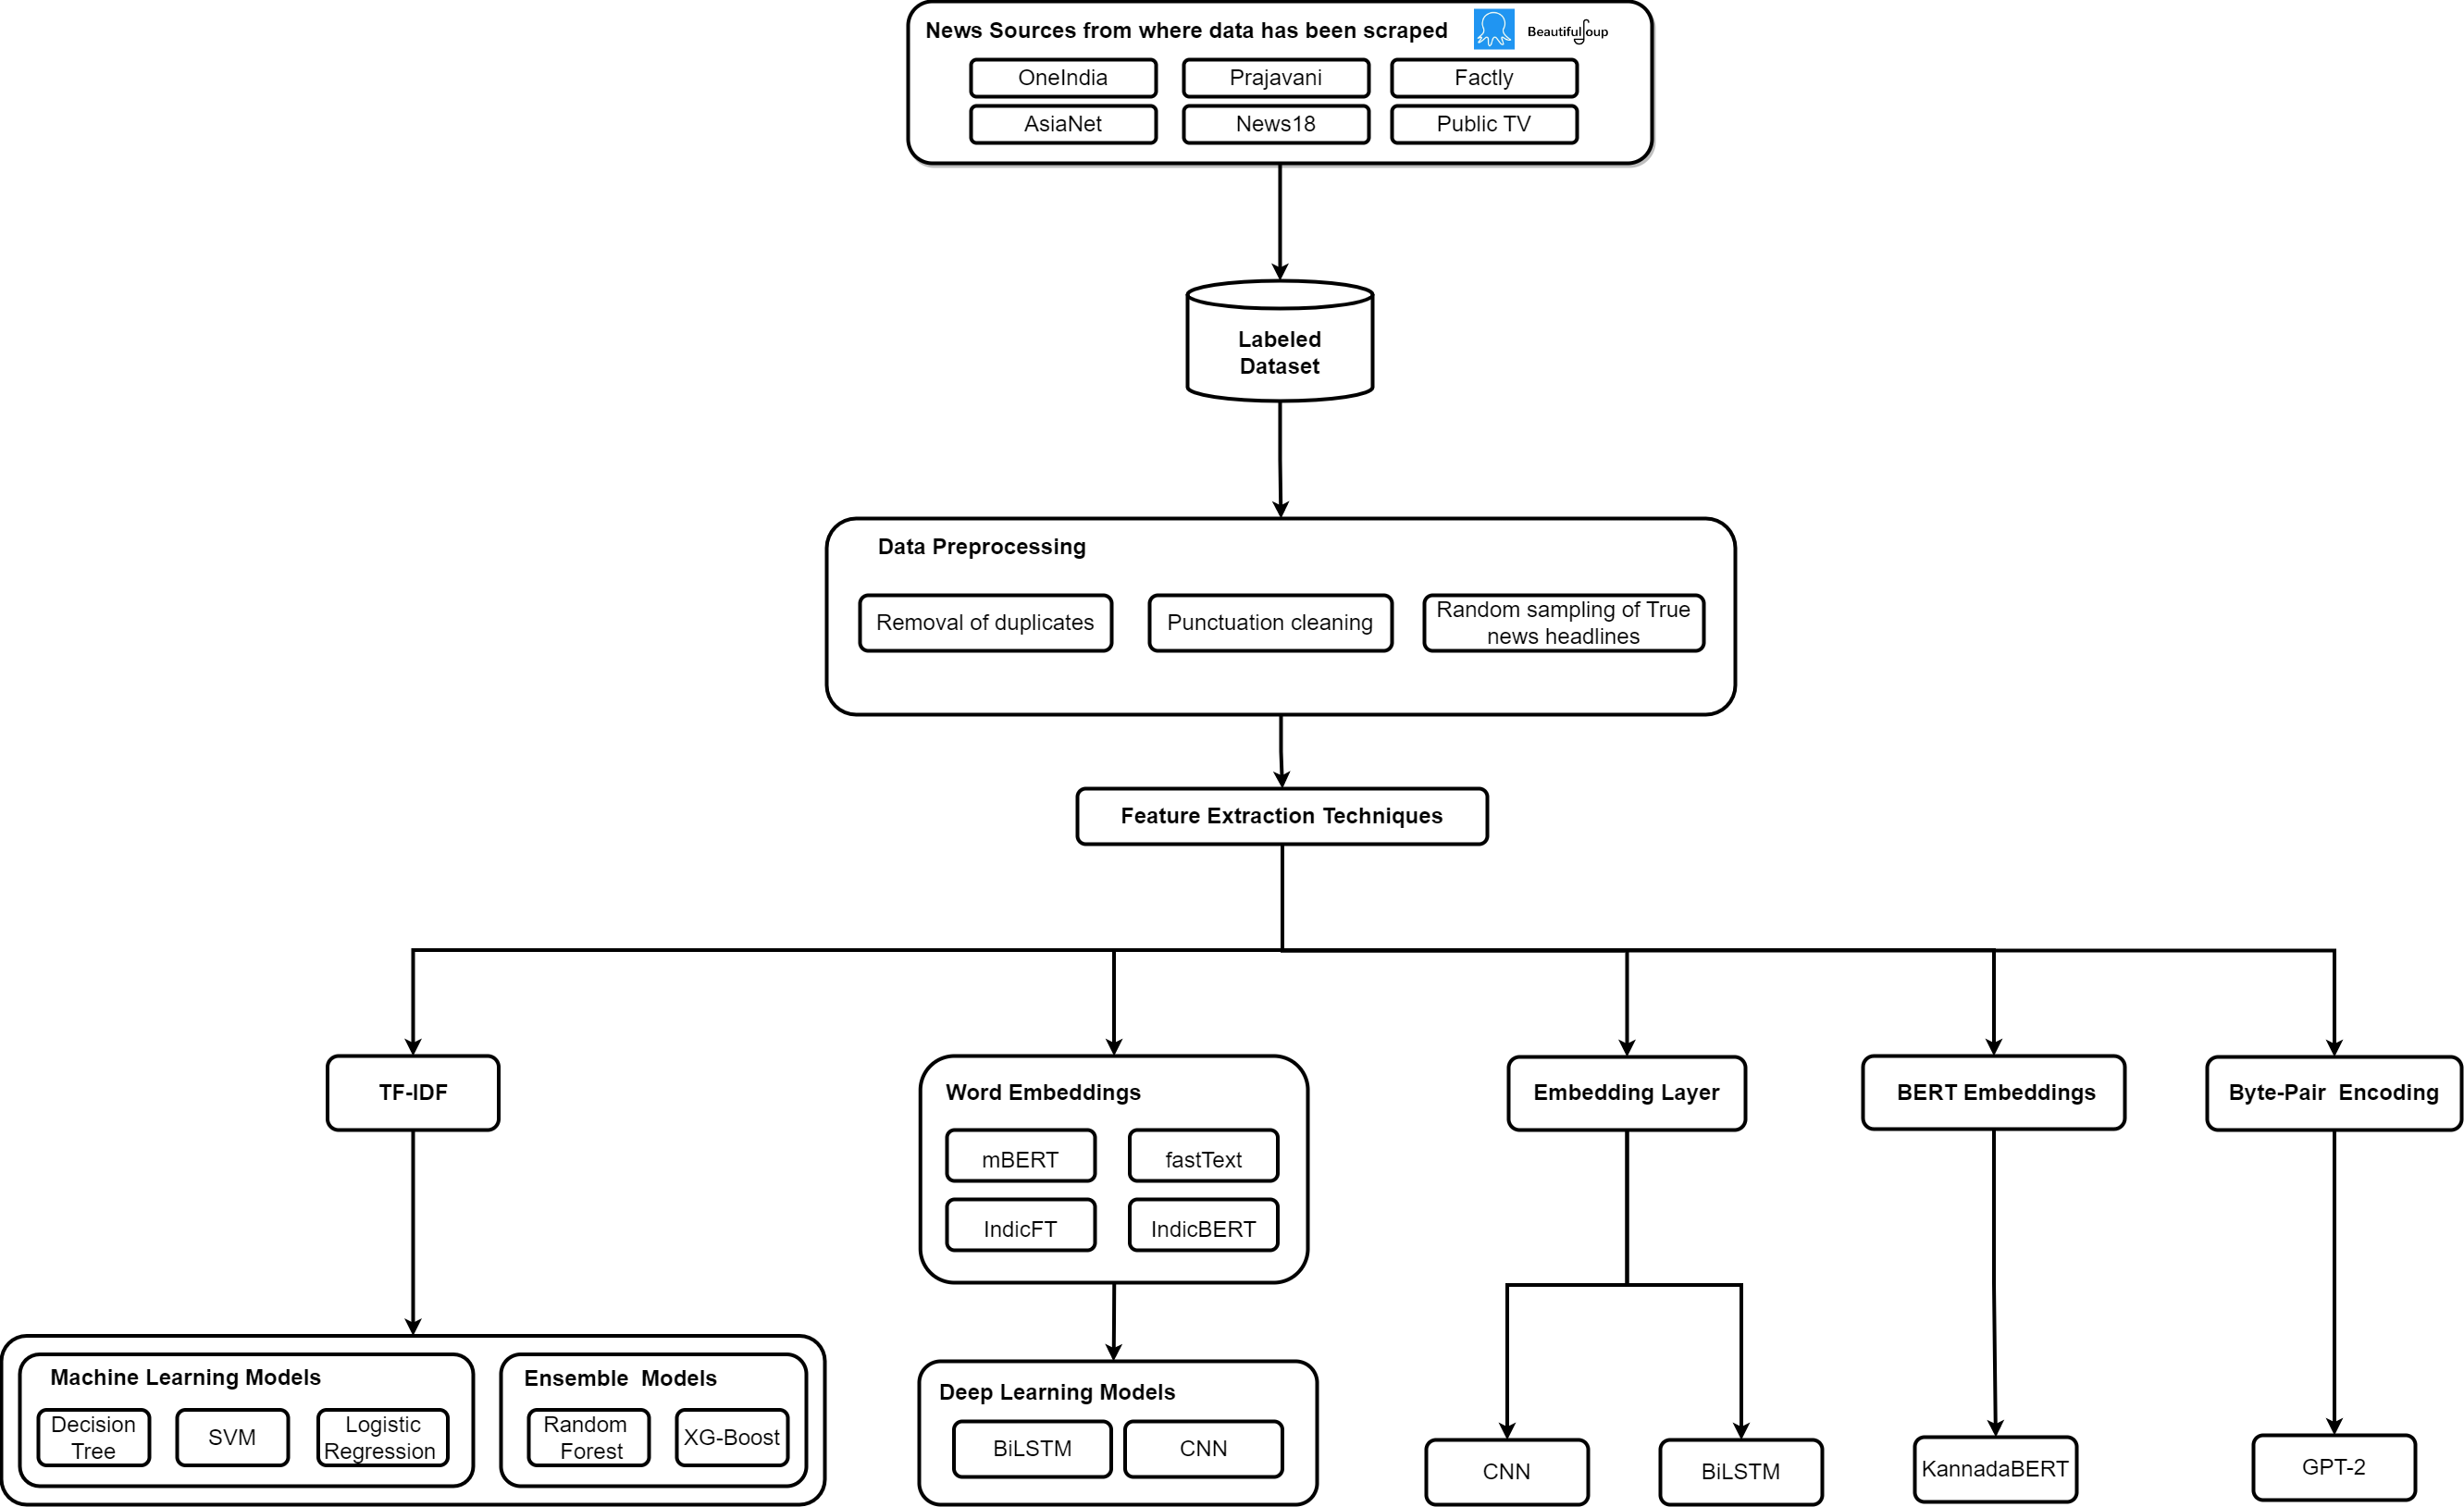 News Sources from where data has been scraped
BeautifulSoup
OneIndia
Prajavani
Factly
AsiaNet
News18
Public TV
Labeled
Dataset
Data Preprocessing
Removal of duplicates
Punctuation cleaning
Random sampling of True
news headlines
Feature Extraction Techniques
TF-IDF
Word Embeddings
mBERT
fastText
IndicFT
IndicBERT
Embedding Layer
BERT Embeddings
Byte-Pair  Encoding
Machine Learning Models
Decision
Tree
SVM
Logistic
Regression
Ensemble  Models
Random
Forest
XG-Boost
Deep Learning Models
BiLSTM
CNN
CNN
BiLSTM
KannadaBERT
GPT-2